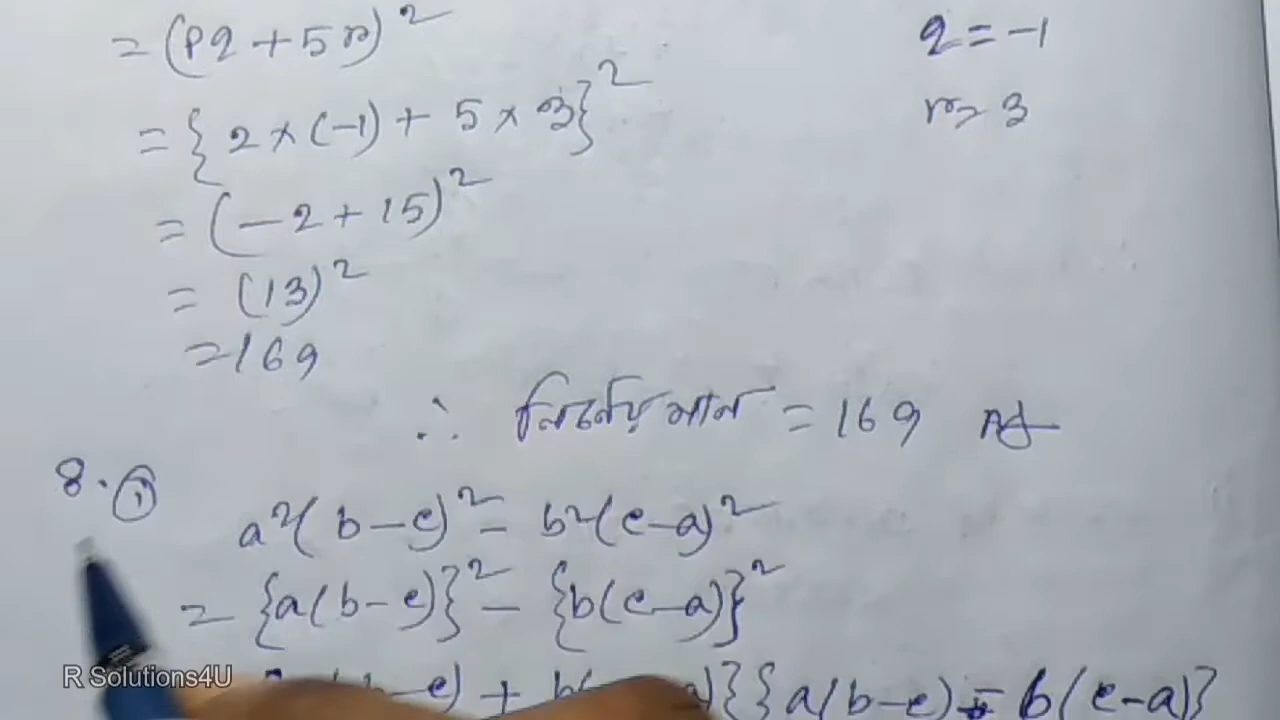 = (pq + 5r)² q = -1
= {2 × (-1) + 5 × 3}² r = 3
= (-2 + 15)²
= (13)²
= 169
∴ নির্ণেয় মান = 169
8. (i) a²(b-c)² - b²(c-a)²
= {a(b-c)}² - {b(c-a)}²
b-c) + b( a)}{a(b-c) - b(c-a)}
R Solutions4U